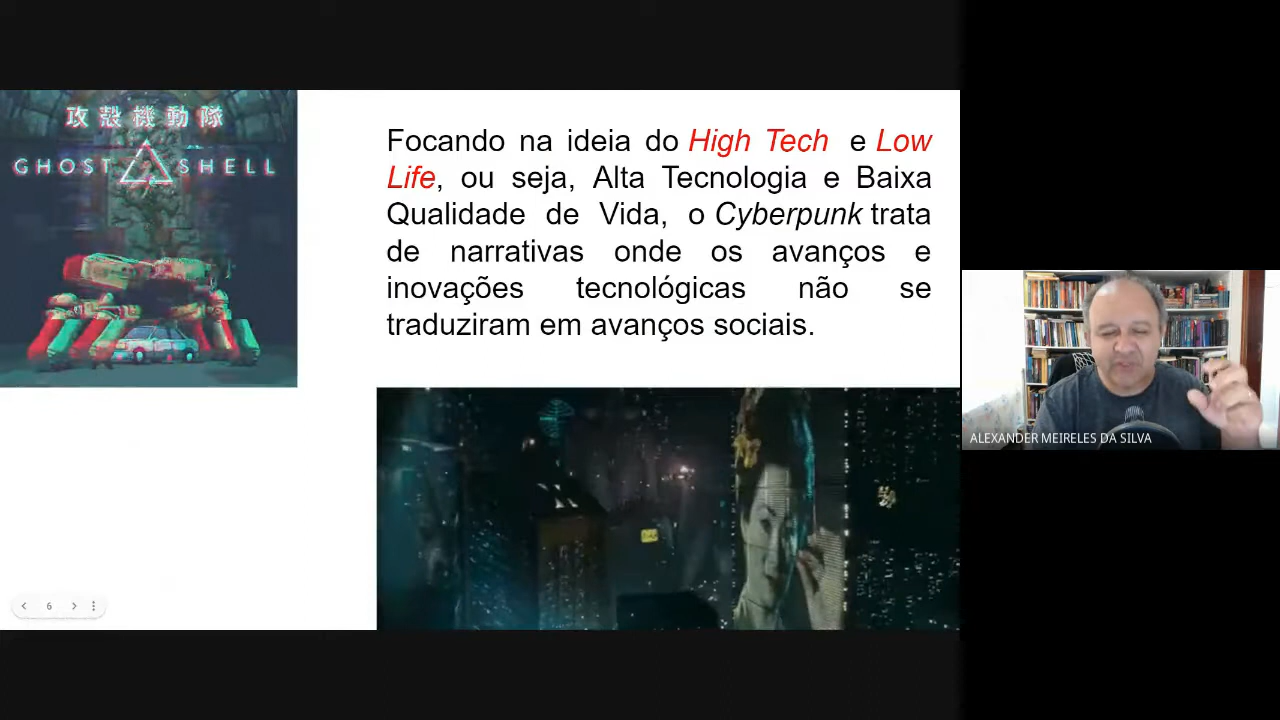 攻殻機動隊
GHOST SHELL
Focando na ideia do High Tech e Low
Life, ou seja, Alta Tecnologia e Baixa
Qualidade de Vida, o Cyberpunk trata
de narrativas onde os avanços e
inovações tecnológicas não se
traduziram em avanços sociais.
ALEXANDER MEIRELES DA SILVA
6